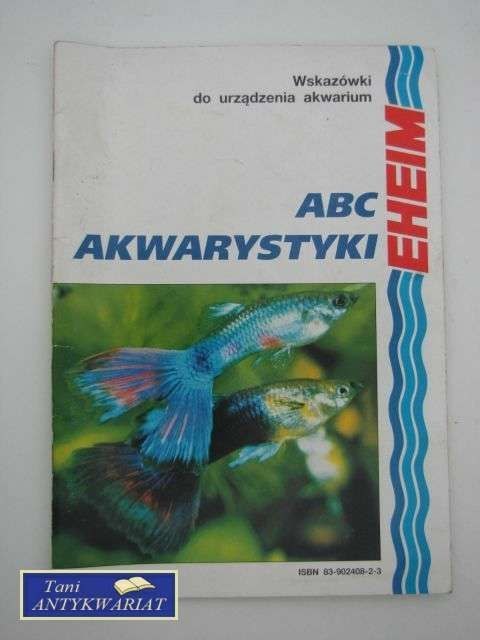 Wskazówki
do urządzenia akwarium
ABC
AKWARYSTYKI
EHEIM
ISBN 83-902408-2-3
Tani
ANTYKWARIAT